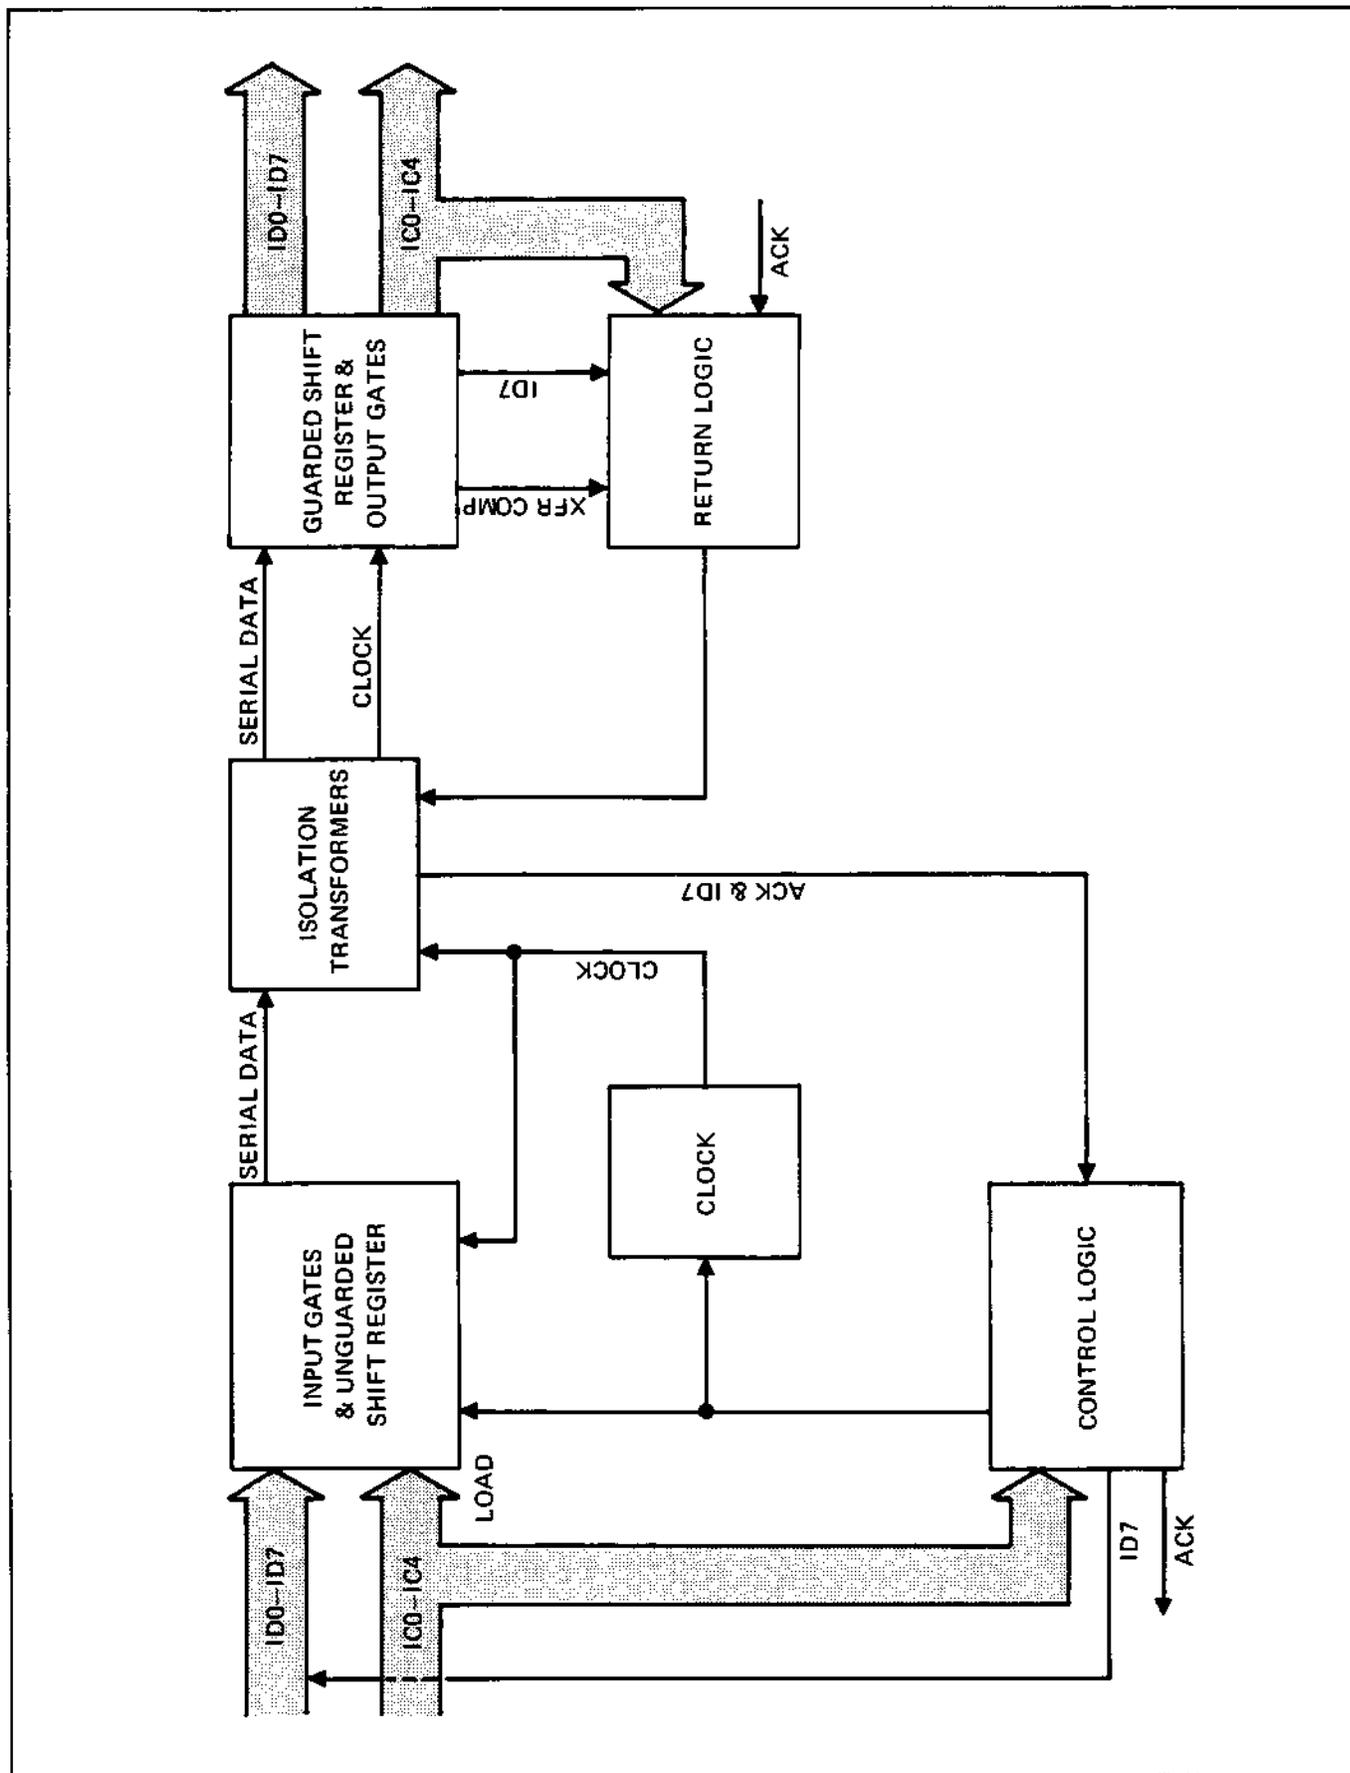 ID0–ID7
IC0–IC4
LOAD
INPUT GATES
& UNGUARDED
SHIFT REGISTER
SERIAL DATA
ISOLATION
TRANSFORMERS
SERIAL DATA
CLOCK
GUARDED SHIFT
REGISTER &
OUTPUT GATES
ID0–ID7
IC0–IC4
CLOCK
CLOCK
XFR COMP
ID7
RETURN LOGIC
ACK
ACK & ID7
CONTROL LOGIC
ID7
ACK